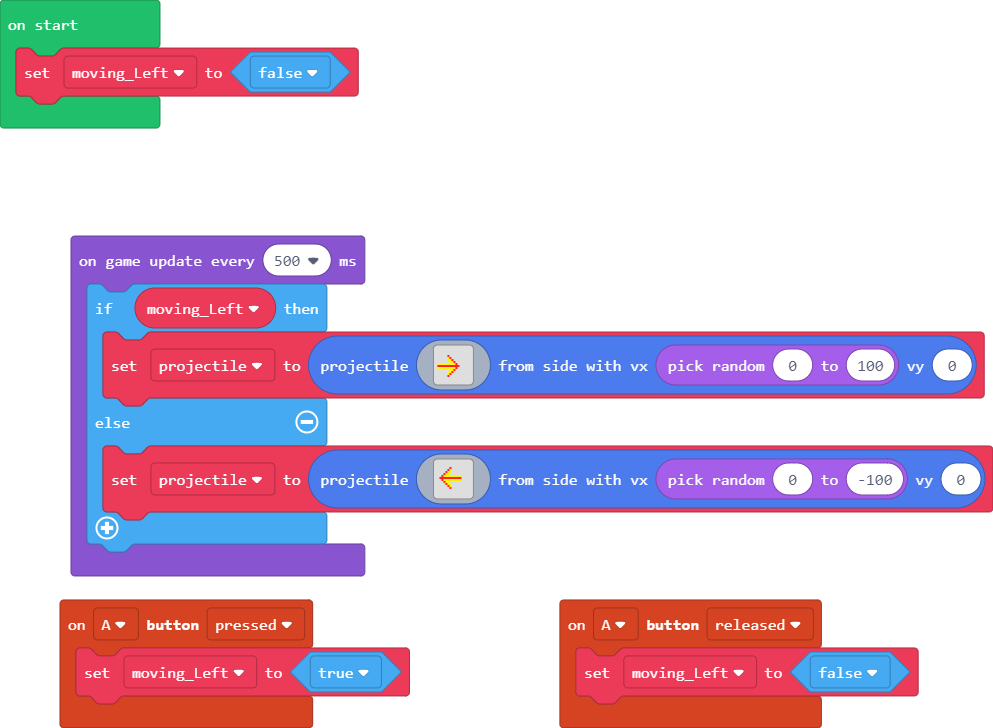 on start
set moving_Left to false
on game update every 500 ms
if moving_Left then
set projectile to projectile from side with vx pick random 0 to 100 vy 0
else
set projectile to projectile from side with vx pick random 0 to -100 vy 0
on A button pressed
set moving_Left to true
on A button released
set moving_Left to false